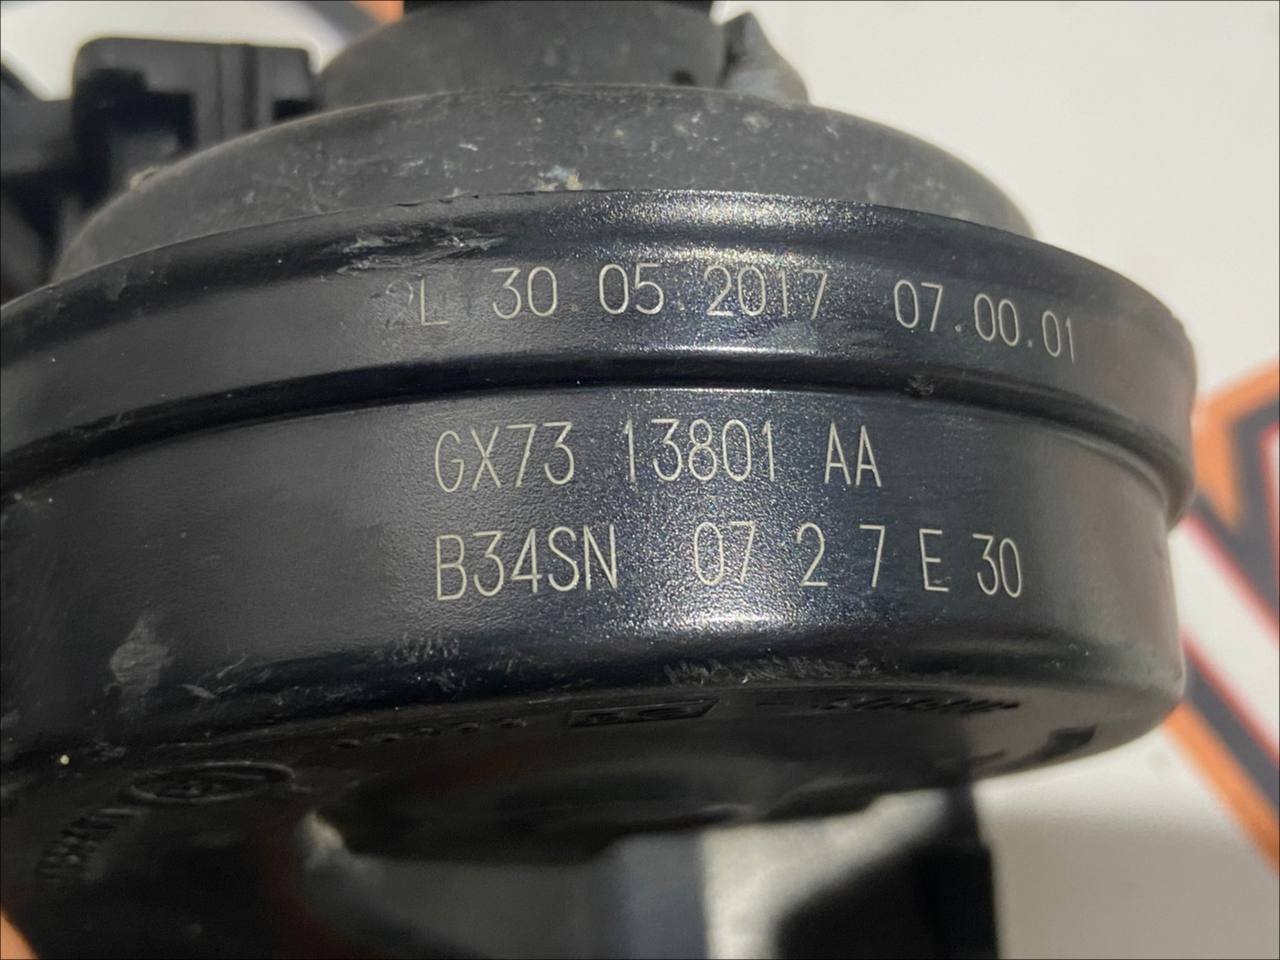 2L 30.05.2017 07.00.01
GX73 13801 AA
B34SN 07 2 7 E 30